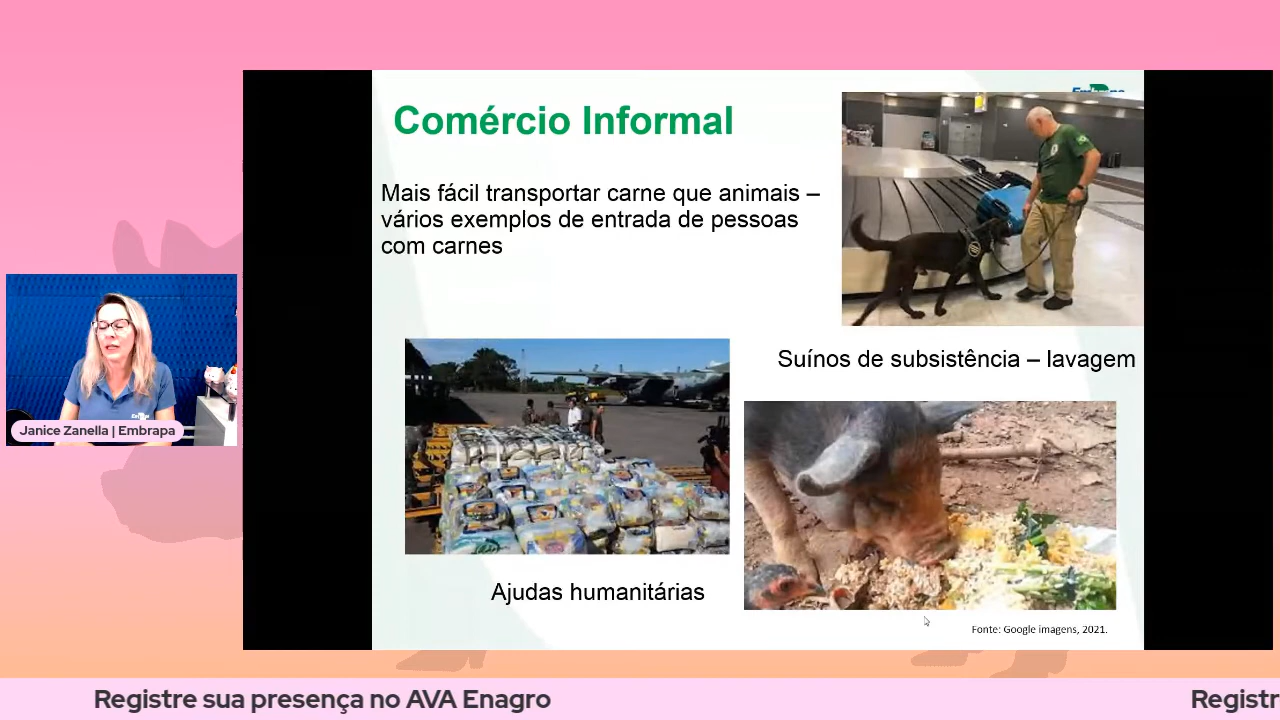 Comércio Informal
Embrapa
Mais fácil transportar carne que animais –
vários exemplos de entrada de pessoas
com carnes
Suínos de subsistência – lavagem
Ajudas humanitárias
Fonte: Google imagens, 2021.
Janice Zanella | Embrapa
Registre sua presença no AVA Enagro
Registr